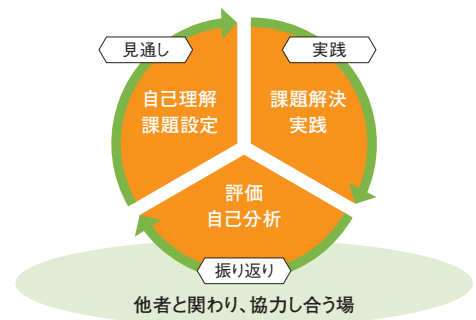 見通し
実践
自己理解
課題設定
課題解決
実践
評価
自己分析
振り返り
他者と関わり、協力し合う場